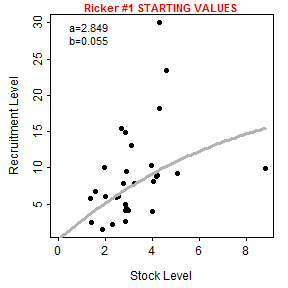 Ricker #1 STARTING VALUES
a=2.849
b=0.055
30
25
20
15
10
5
Recruitment Level
0 2 4 6 8
Stock Level